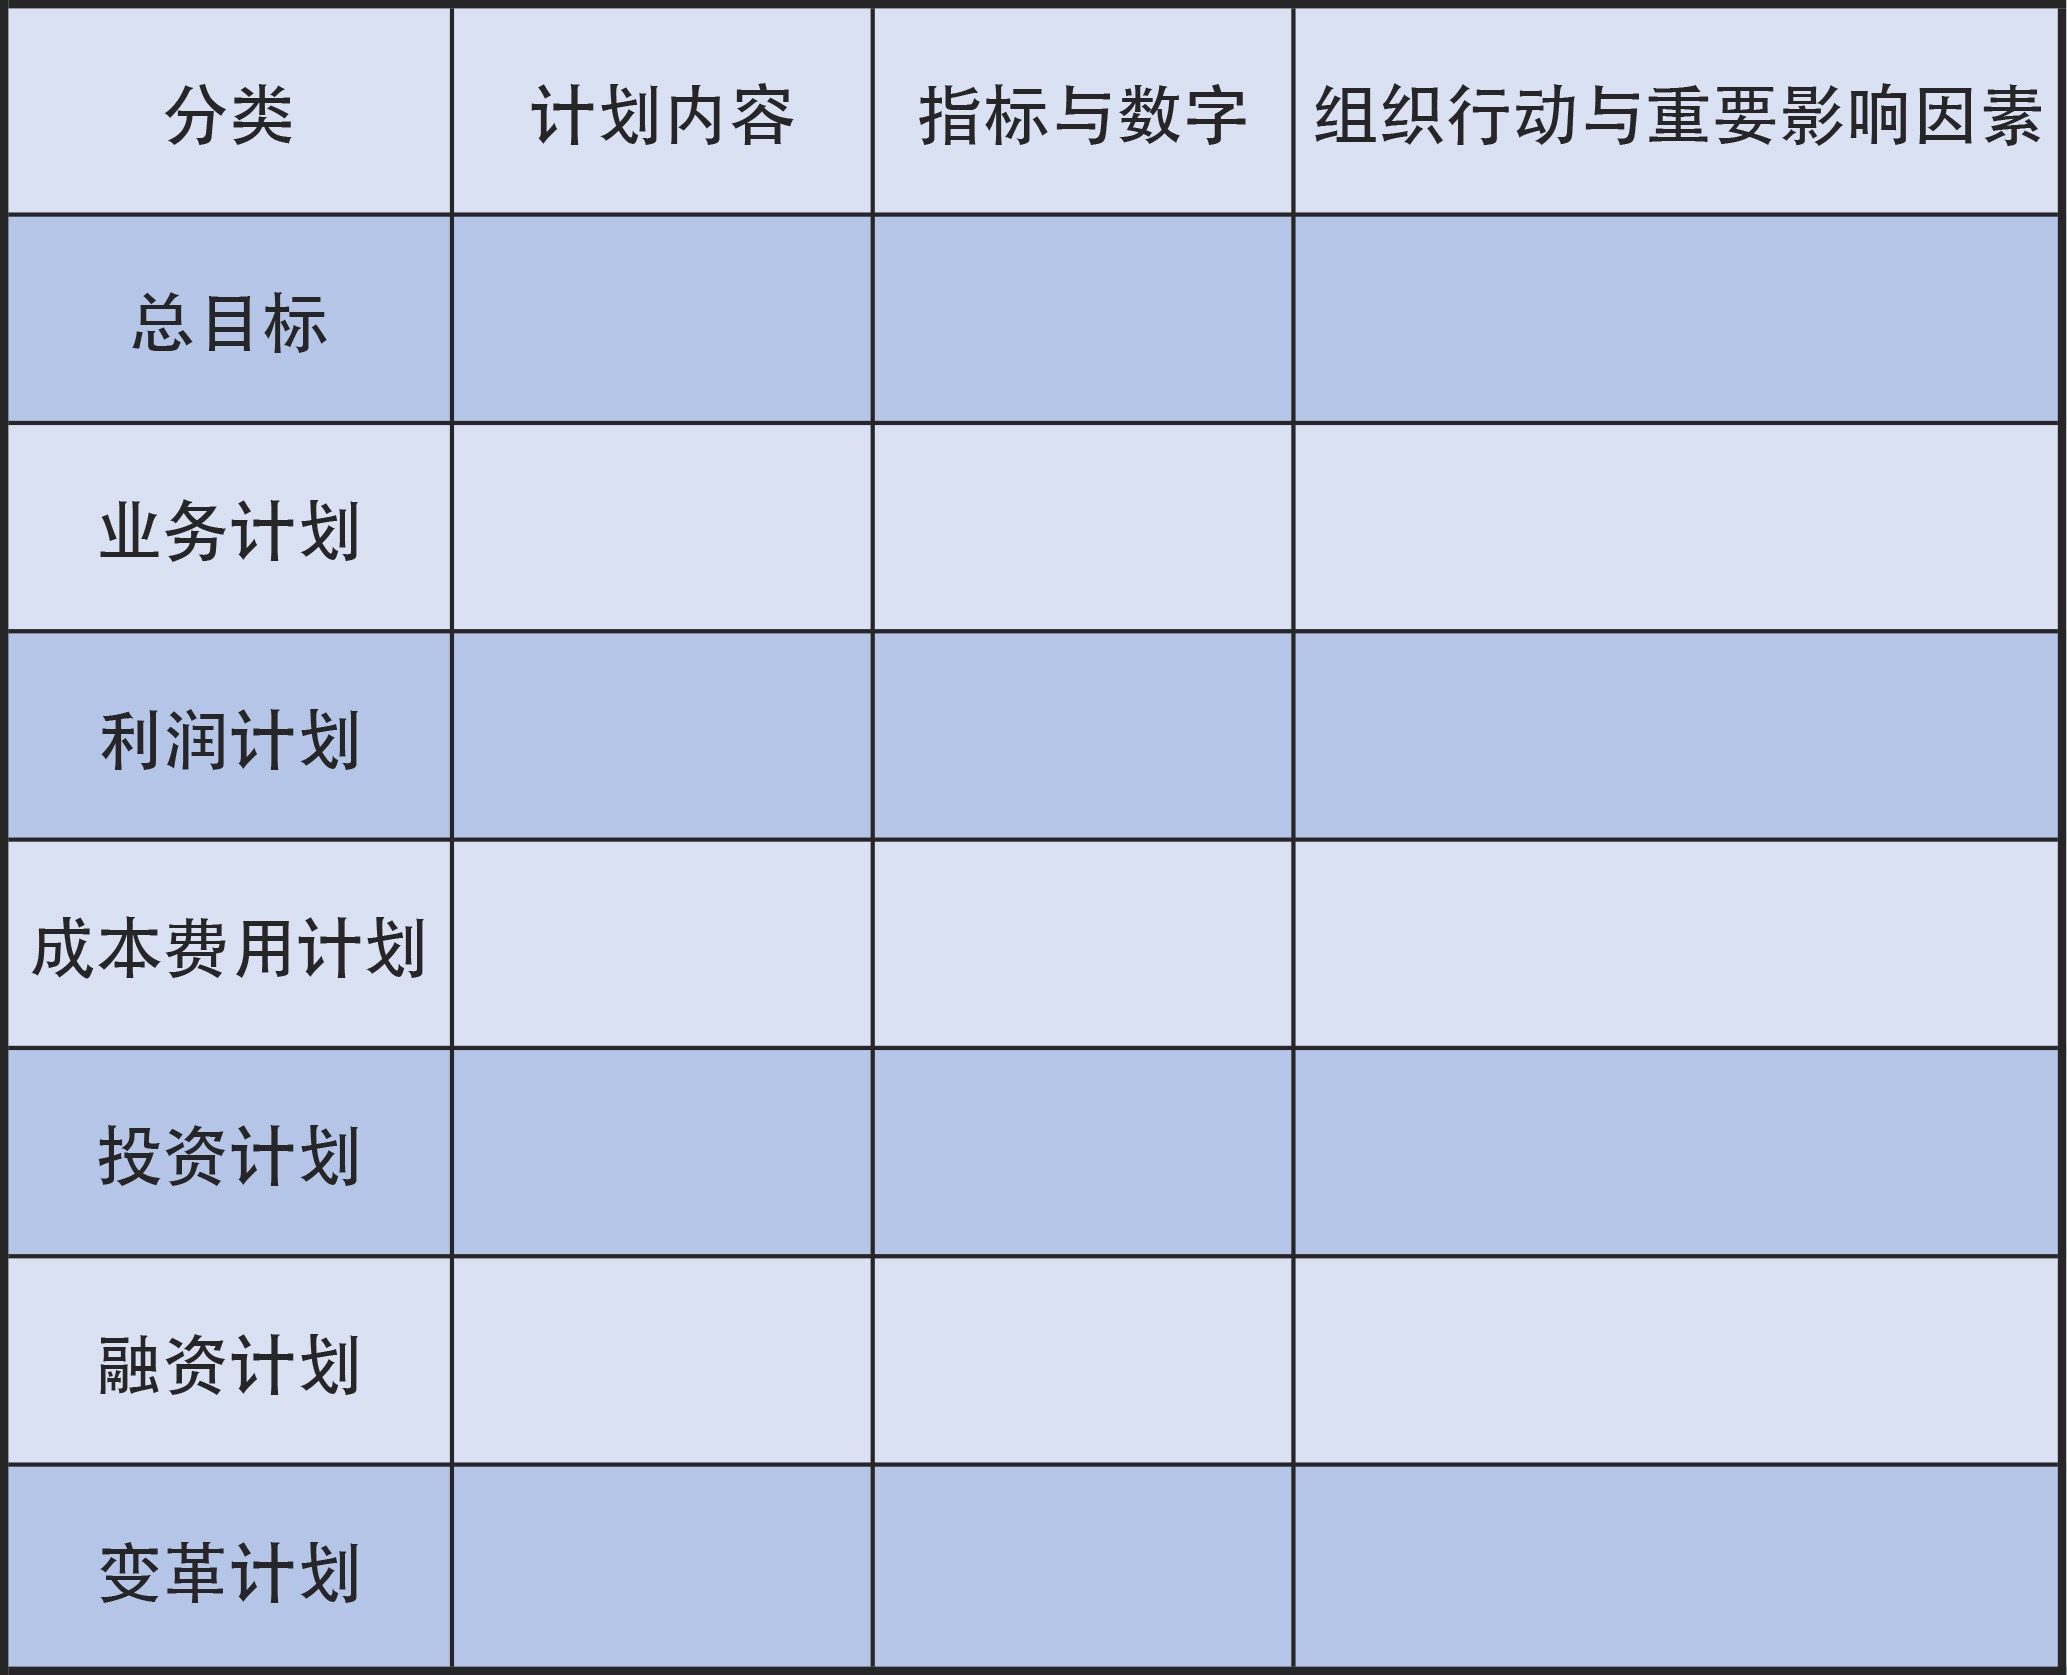 分类 计划内容 指标与数字 组织行动与重要影响因素
总目标
业务计划
利润计划
成本费用计划
投资计划
融资计划
变革计划